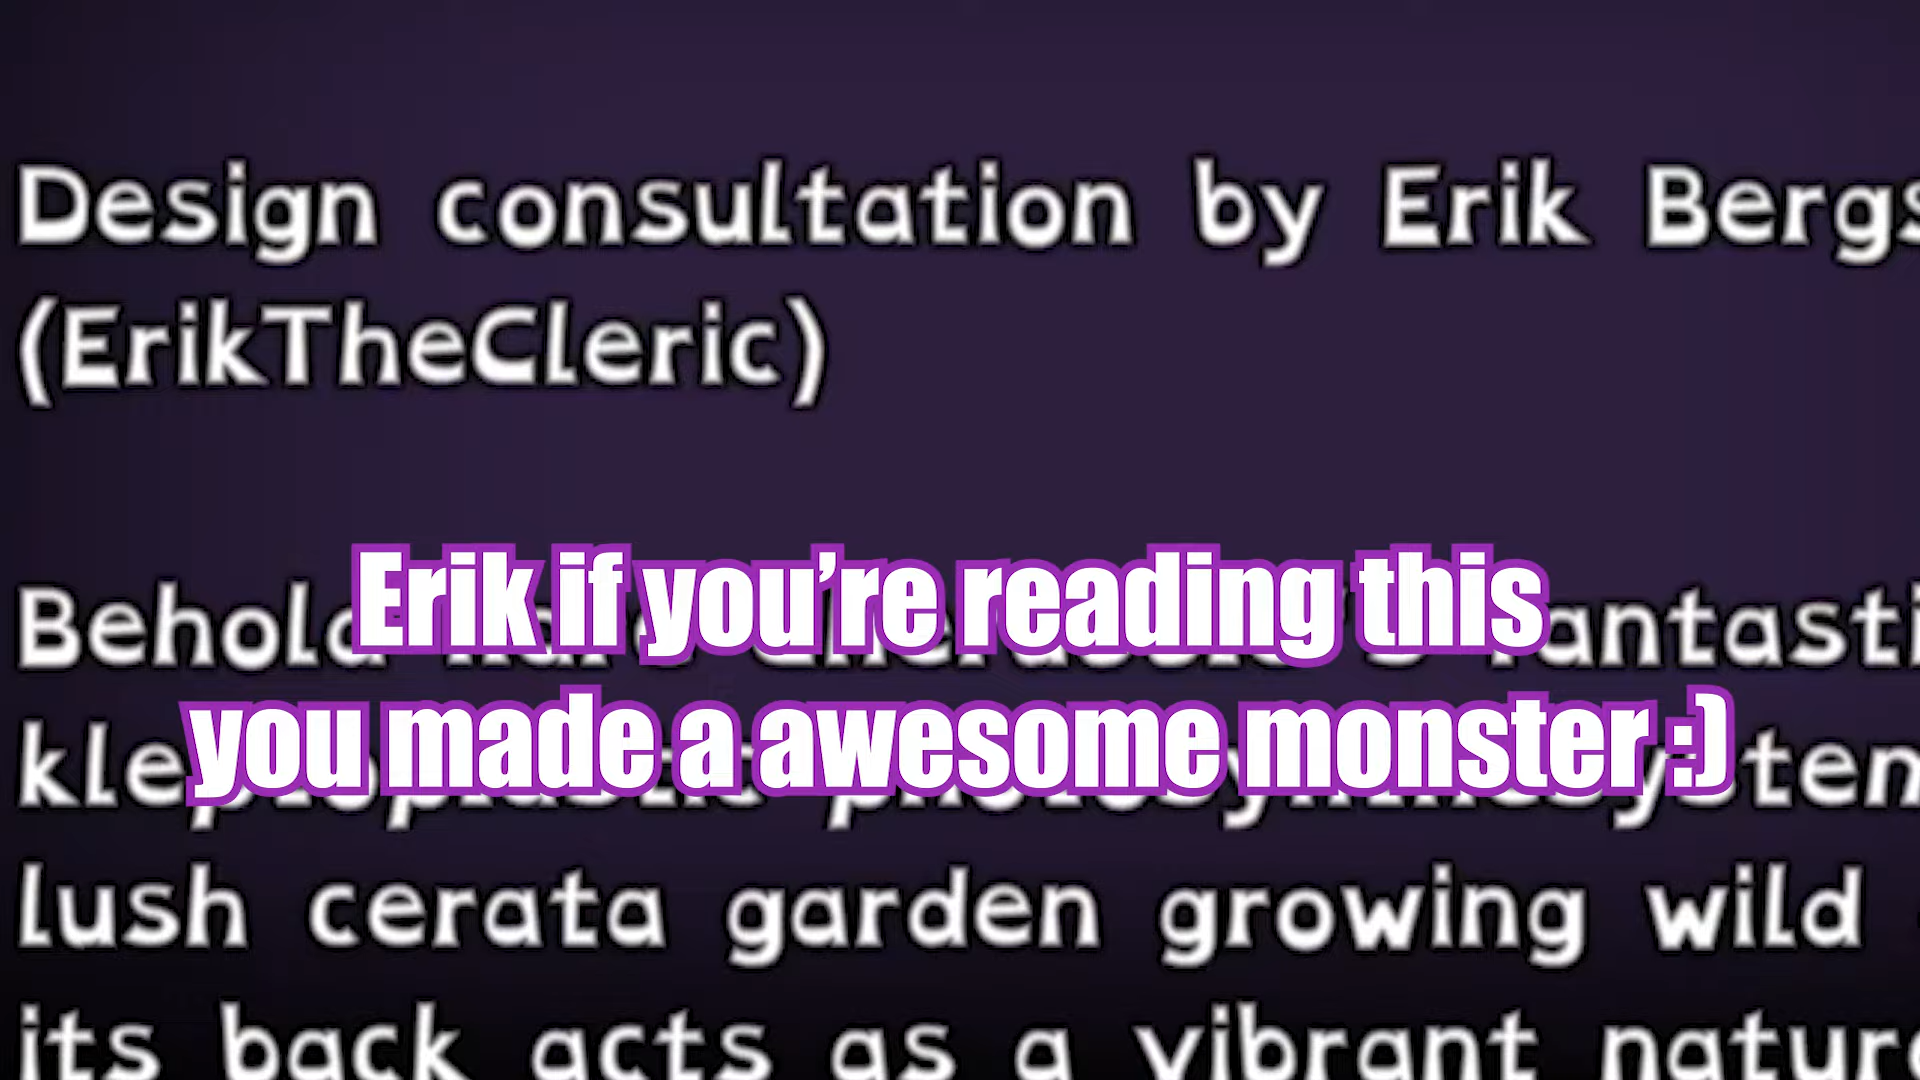 Design consultation by Erik Bergs
(ErikTheCleric)
Erik if you’re reading this
you made a awesome monster :)
Behold
lush cerata garden growing wild
its back acts as a vibrant